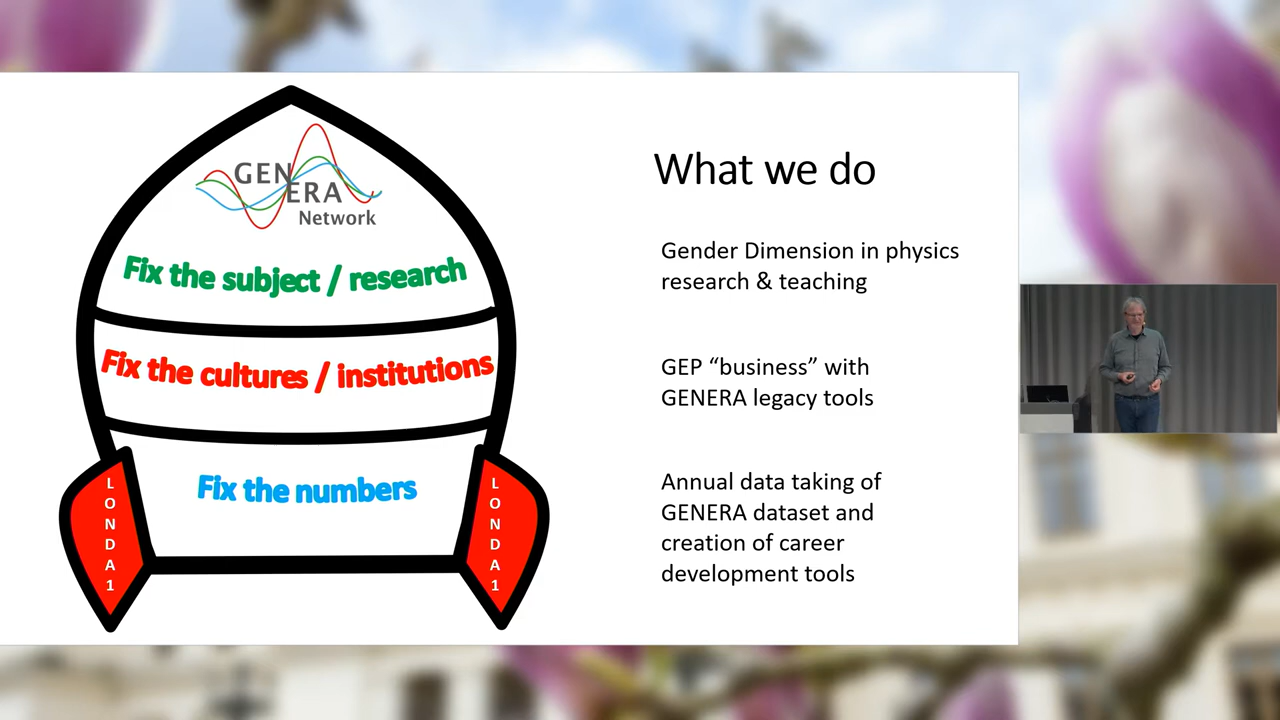 GEN
ERA
Network
Fix the subject / research
Fix the cultures / institutions
Fix the numbers
LONDA1
LONDA1
What we do
Gender Dimension in physics
research & teaching
GEP “business” with
GENERA legacy tools
Annual data taking of
GENERA dataset and
creation of career
development tools